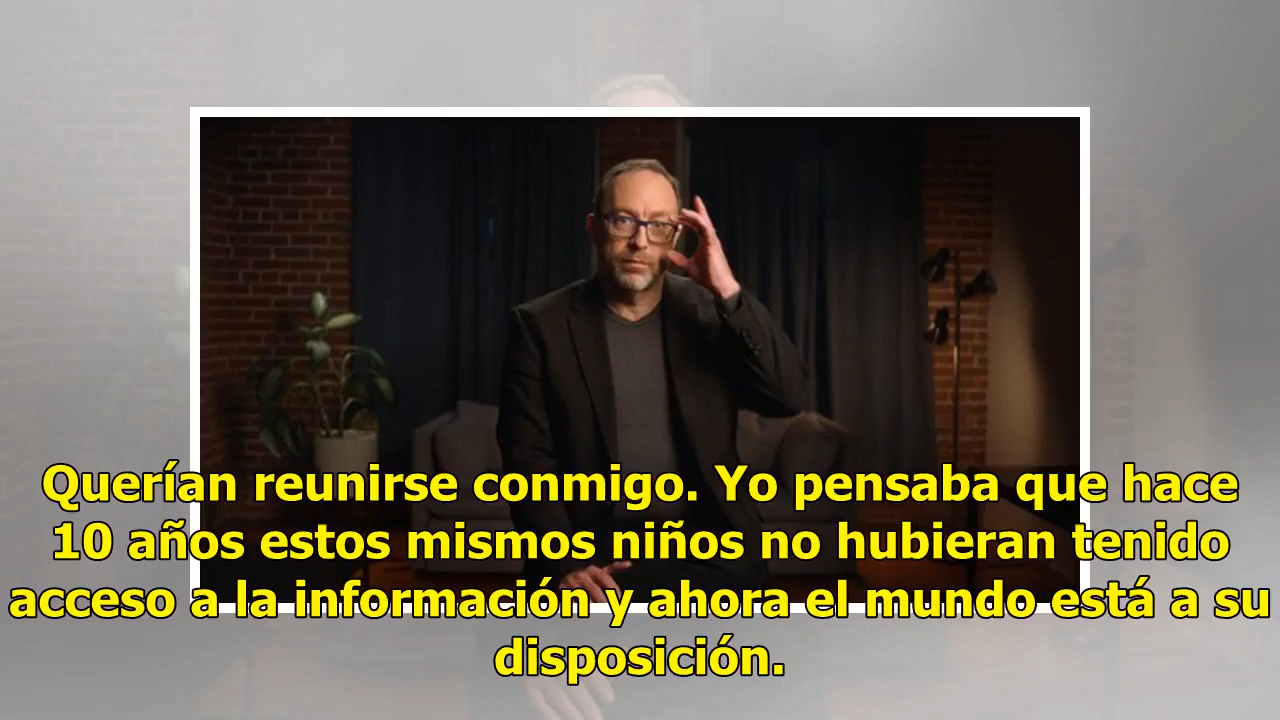 Querían reunirse conmigo. Yo pensaba que hace
10 años estos mismos niños no hubieran tenido
acceso a la información y ahora el mundo está a su
disposición.